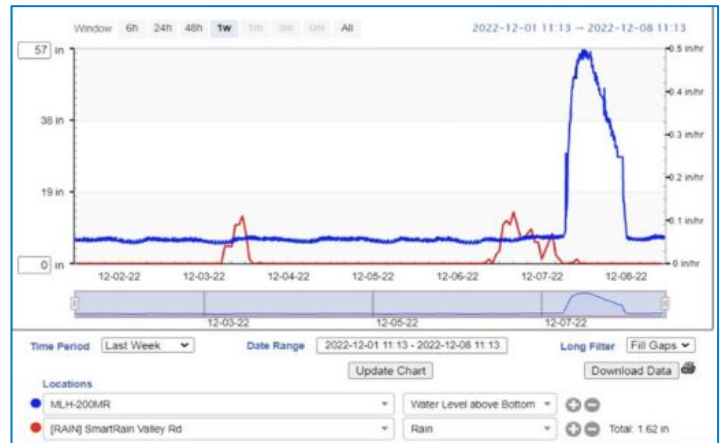 Window 6h 24h 48h 1w 1m 3m 6m All 2022-12-01 11:13 → 2022-12-08 11:13
57 in 0.5 in/hr
0.4 in/hr
38 in
0.3 in/hr
19 in 0.2 in/hr
0.1 in/hr
0 in 0 in/hr
12-02-22 12-03-22 12-04-22 12-05-22 12-06-22 12-07-22 12-08-22
12-03-22 12-05-22 12-07-22
Time Period Last Week Date Range 2022-12-01 11:13 - 2022-12-08 11:13 Long Filter Fill Gaps
Update Chart Download Data
Locations
MLH-200MR Water Level above Bottom
[RAIN] SmartRain Valley Rd Rain Total: 1.62 in